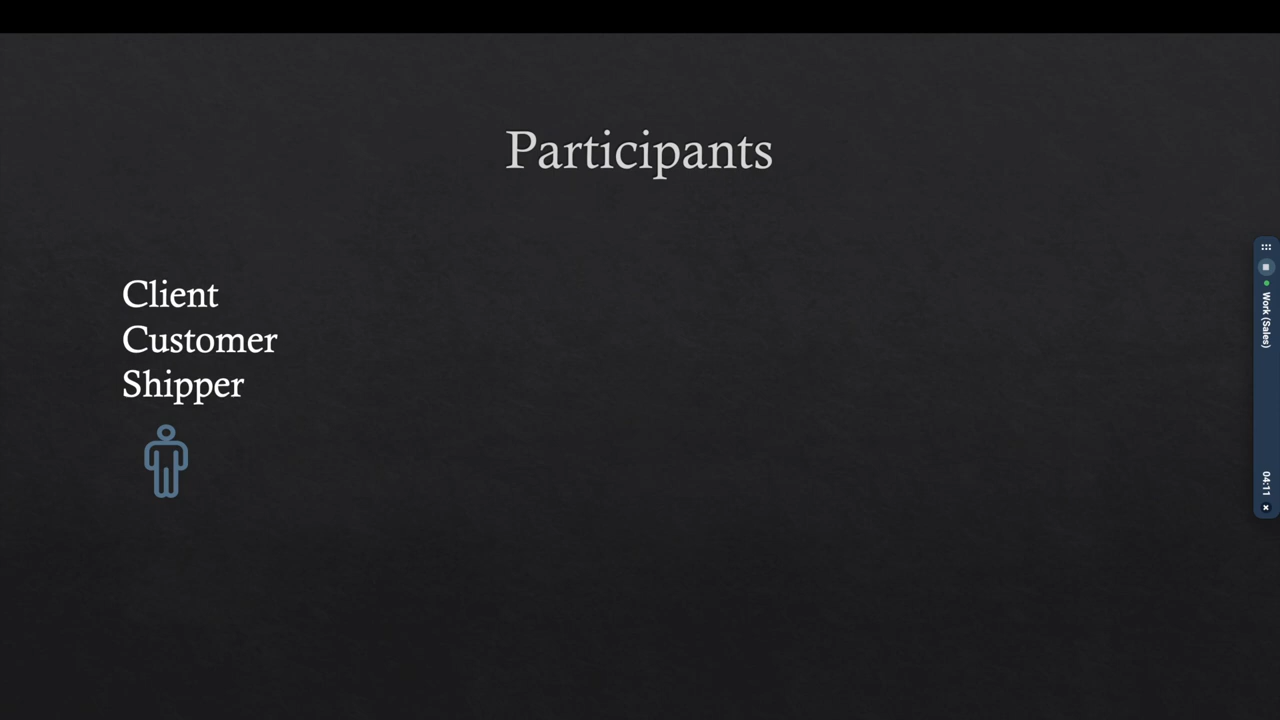 Participants
Client
Customer
Shipper
Work (Sales)
04:11